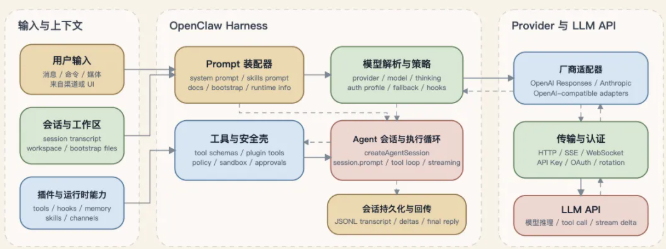 输入与上下文
用户输入
消息 / 命令 / 媒体
来自渠道或 UI
会话与工作区
session transcript
workspace / bootstrap files
插件与运行时能力
tools / hooks / memory
skills / channels
OpenClaw Harness
Prompt 装配器
system prompt / skills prompt
docs / bootstrap / runtime info
模型解析与策略
provider / model / thinking
auth profile / fallback / hooks
工具与安全壳
tool schemas / plugin tools
policy / sandbox / approvals
Agent 会话与执行循环
createAgentSession
session.prompt / tool loop / streaming
会话持久化与回传
JSONL transcript / deltas / final reply
Provider 与 LLM API
厂商适配器
OpenAI Responses / Anthropic
OpenAI-compatible adapters
传输与认证
HTTP / SSE / WebSocket
API Key / OAuth / rotation
LLM API
模型推理 / tool call / stream delta